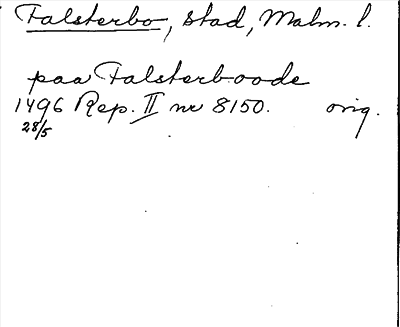 Falsterbo, stad, Malm. l.
paa Falsterboode
1496 Rep. II nr 8150. orig.
28/5